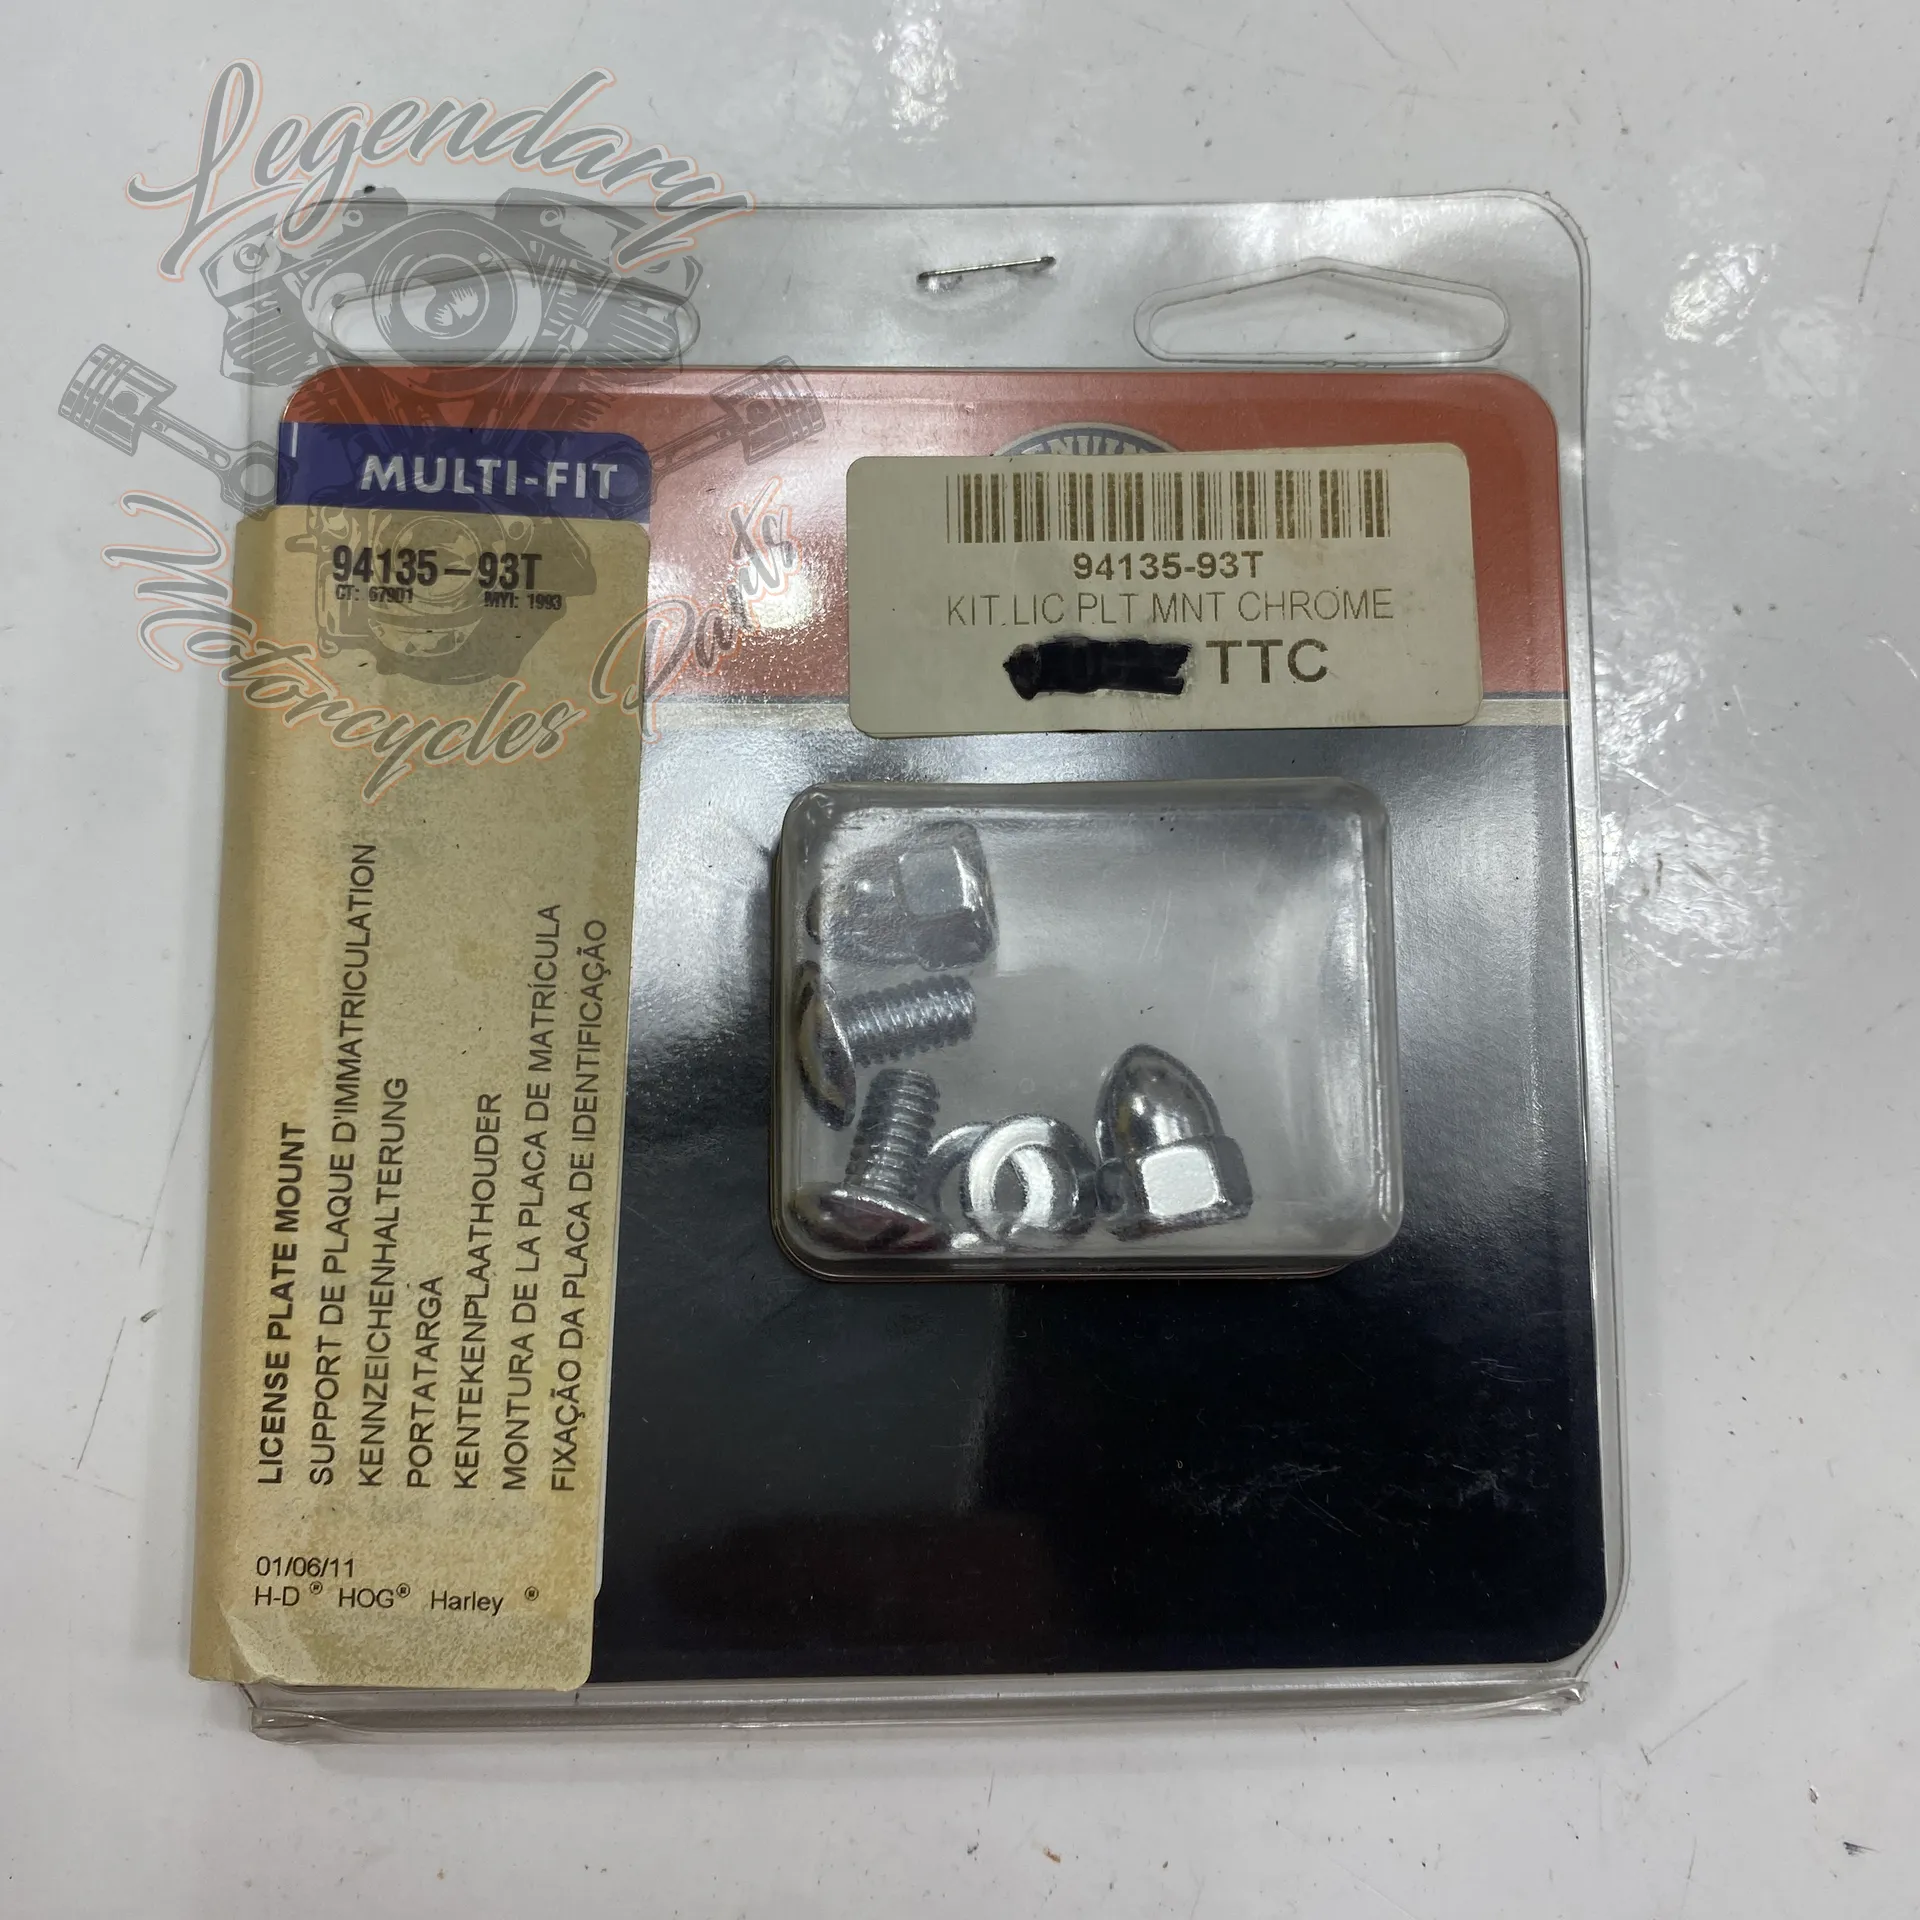 Legendary
Motorcycles Parts
MULTI-FIT
94135-93T
CT: 67901 MYI: 1993
94135-93T
KIT.LIC PLT MNT CHROME
TTC
LICENSE PLATE MOUNT
SUPPORT DE PLAQUE D'IMMATRICULATION
KENNZEICHENHALTERUNG
PORTATARGA
KENTEKENPLAATHOUDER
MONTURA DE LA PLACA DE MATRÍCULA
FIXAÇÃO DA PLACA DE IDENTIFICAÇÃO
01/06/11
H-D® HOG® Harley ®